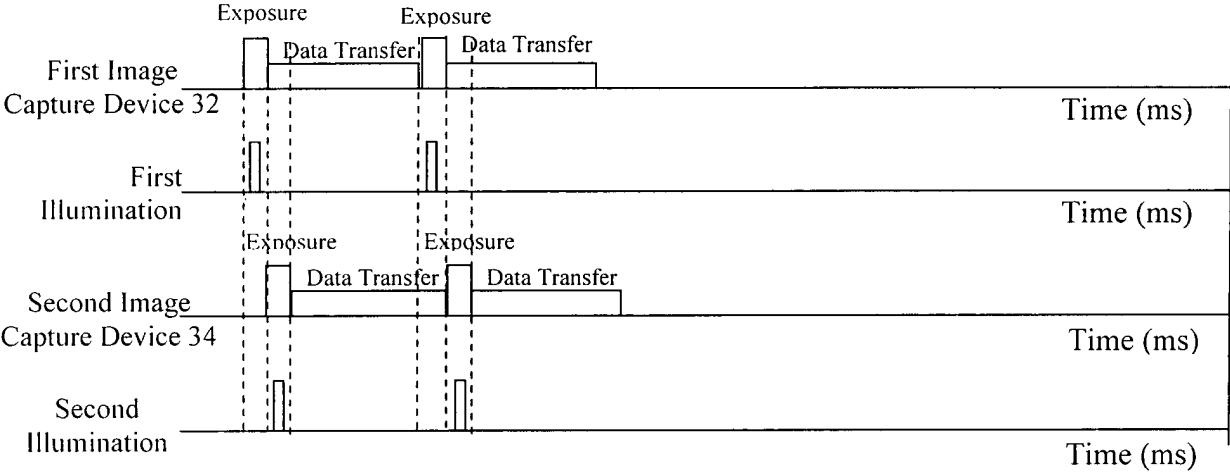 Exposure
Exposure
Data Transfer
Data Transfer
First Image
Capture Device 32
Time (ms)
First
Illumination
Time (ms)
Exposure
Exposure
Data Transfer
Data Transfer
Second Image
Capture Device 34
Time (ms)
Second
Illumination
Time (ms)